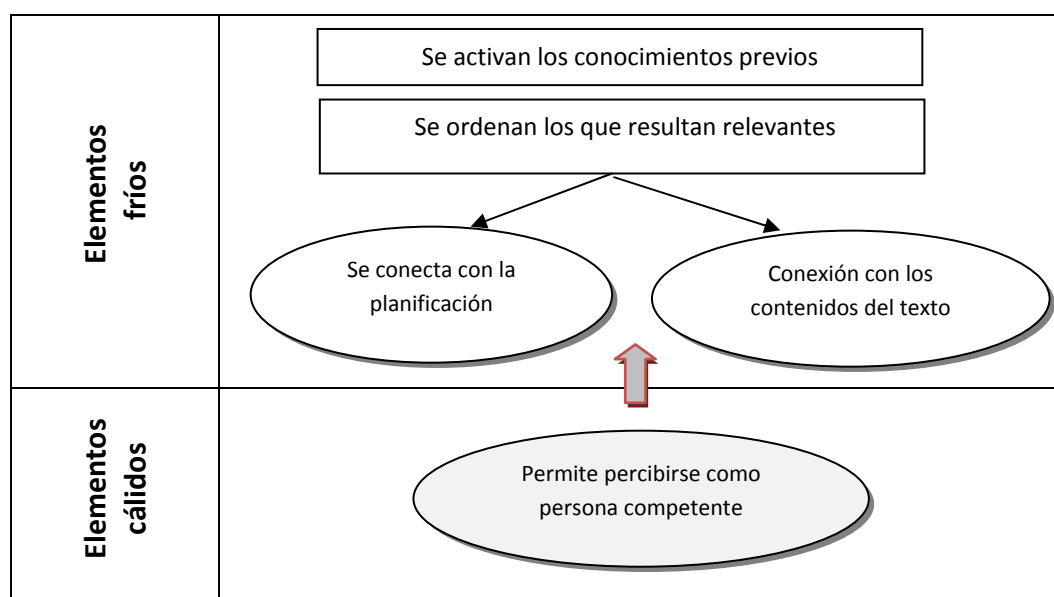 Elementos
fríos
Se activan los conocimientos previos
Se ordenan los que resultan relevantes
Se conecta con la
planificación
Conexión con los
contenidos del texto
Elementos
cálidos
Permite percibirse como
persona competente